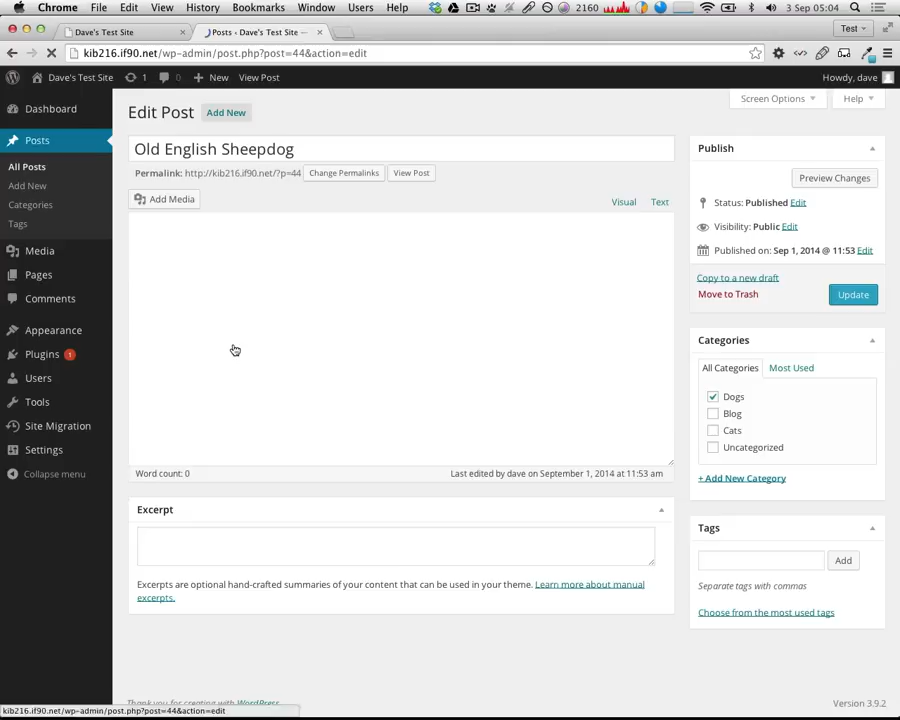 Chrome File Edit View History Bookmarks Window Users Help 2160 3 Sep 05:04
Dave's Test Site Posts ‹ Dave's Test Site — Test
kib216.if90.net/wp-admin/post.php?post=44&action=edit
Dave's Test Site 1 0 New View Post Howdy, dave
Screen Options Help
Dashboard
Posts
All Posts
Add New
Categories
Tags
Media
Pages
Comments
Appearance
Plugins 1
Users
Tools
Site Migration
Settings
Collapse menu
Edit Post Add New
Old English Sheepdog
Permalink: http://kib216.if90.net/?p=44 Change Permalinks View Post
Add Media Visual Text
Word count: 0 Last edited by dave on September 1, 2014 at 11:53 am
Excerpt
Excerpts are optional hand-crafted summaries of your content that can be used in your theme. Learn more about manual
excerpts.
Publish
Preview Changes
Status: Published Edit
Visibility: Public Edit
Published on: Sep 1, 2014 @ 11:53 Edit
Copy to a new draft
Move to Trash Update
Categories
All Categories Most Used
Dogs
Blog
Cats
Uncategorized
+ Add New Category
Tags
Add
Separate tags with commas
Choose from the most used tags
Thank you for creating with WordPress. Version 3.9.2
kib216.if90.net/wp-admin/post.php?post=44&action=edit